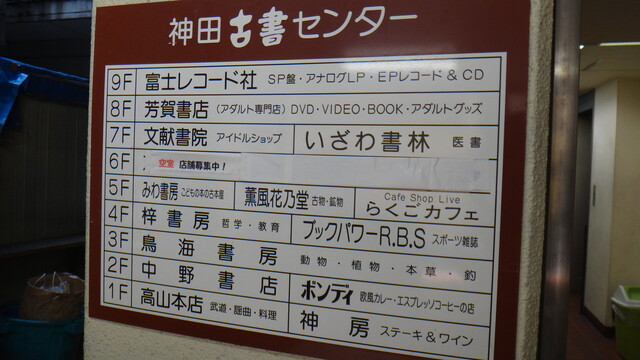 神田古書センター
9F 富士レコード社 SP盤・アナログLP・EPレコード & CD
8F 芳賀書店 (アダルト専門店) DVD・VIDEO・BOOK・アダルトグッズ
7F 文献書院 アイドルショップ いざわ書林 医書
6F 空室 店舗募集中!
5F みわ書房 こどもの本の古本店 薫風花乃堂 古物・鉱物 Cafe Shop Live らくごカフェ
4F 梓書房 哲学・教育 ブックパワーR.B.S スポーツ雑誌
3F 鳥海書房 動物・植物・本草・釣
2F 中野書店 ボンディ 欧風カレー・エスプレッソコーヒーの店
1F 高山本店 武道・謡曲・料理 神房 ステーキ&ワイン